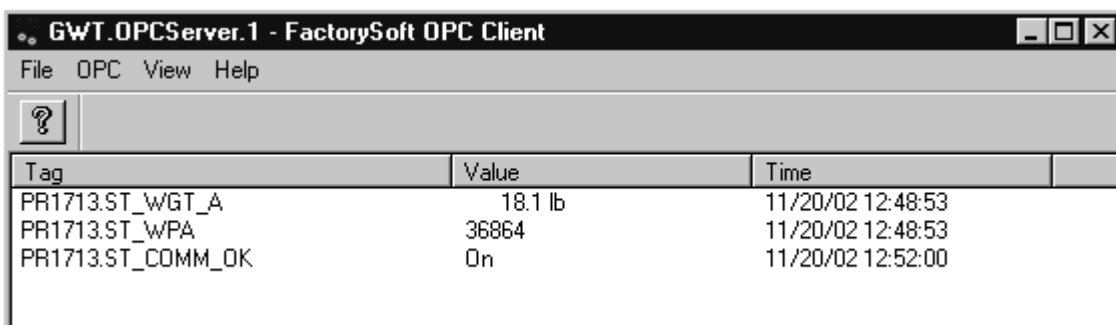 GWT.OPCServer.1 - FactorySoft OPC Client
File OPC View Help
Tag Value Time
PR1713.ST_WGT_A 18.1 lb 11/20/02 12:48:53
PR1713.ST_WPA 36864 11/20/02 12:48:53
PR1713.ST_COMM_OK On 11/20/02 12:52:00